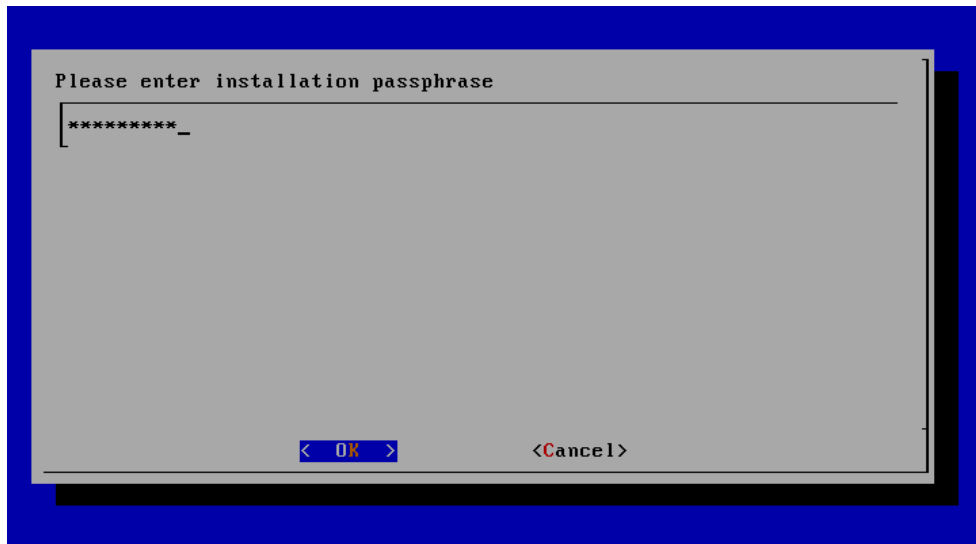 Please enter installation passphrase
*********_
< OK > <Cancel>